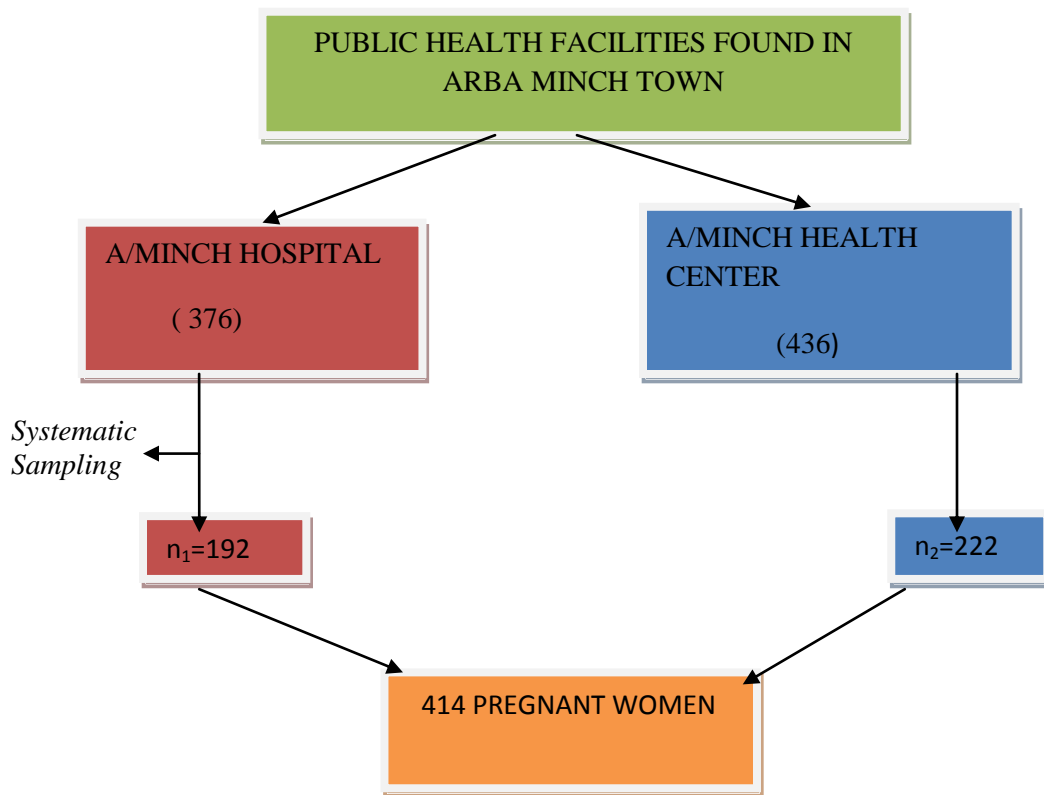 PUBLIC HEALTH FACILITIES FOUND IN
ARBA MINCH TOWN
A/MINCH HOSPITAL
( 376)
A/MINCH HEALTH
CENTER
(436)
Systematic
Sampling
n₁=192
n₂=222
414 PREGNANT WOMEN